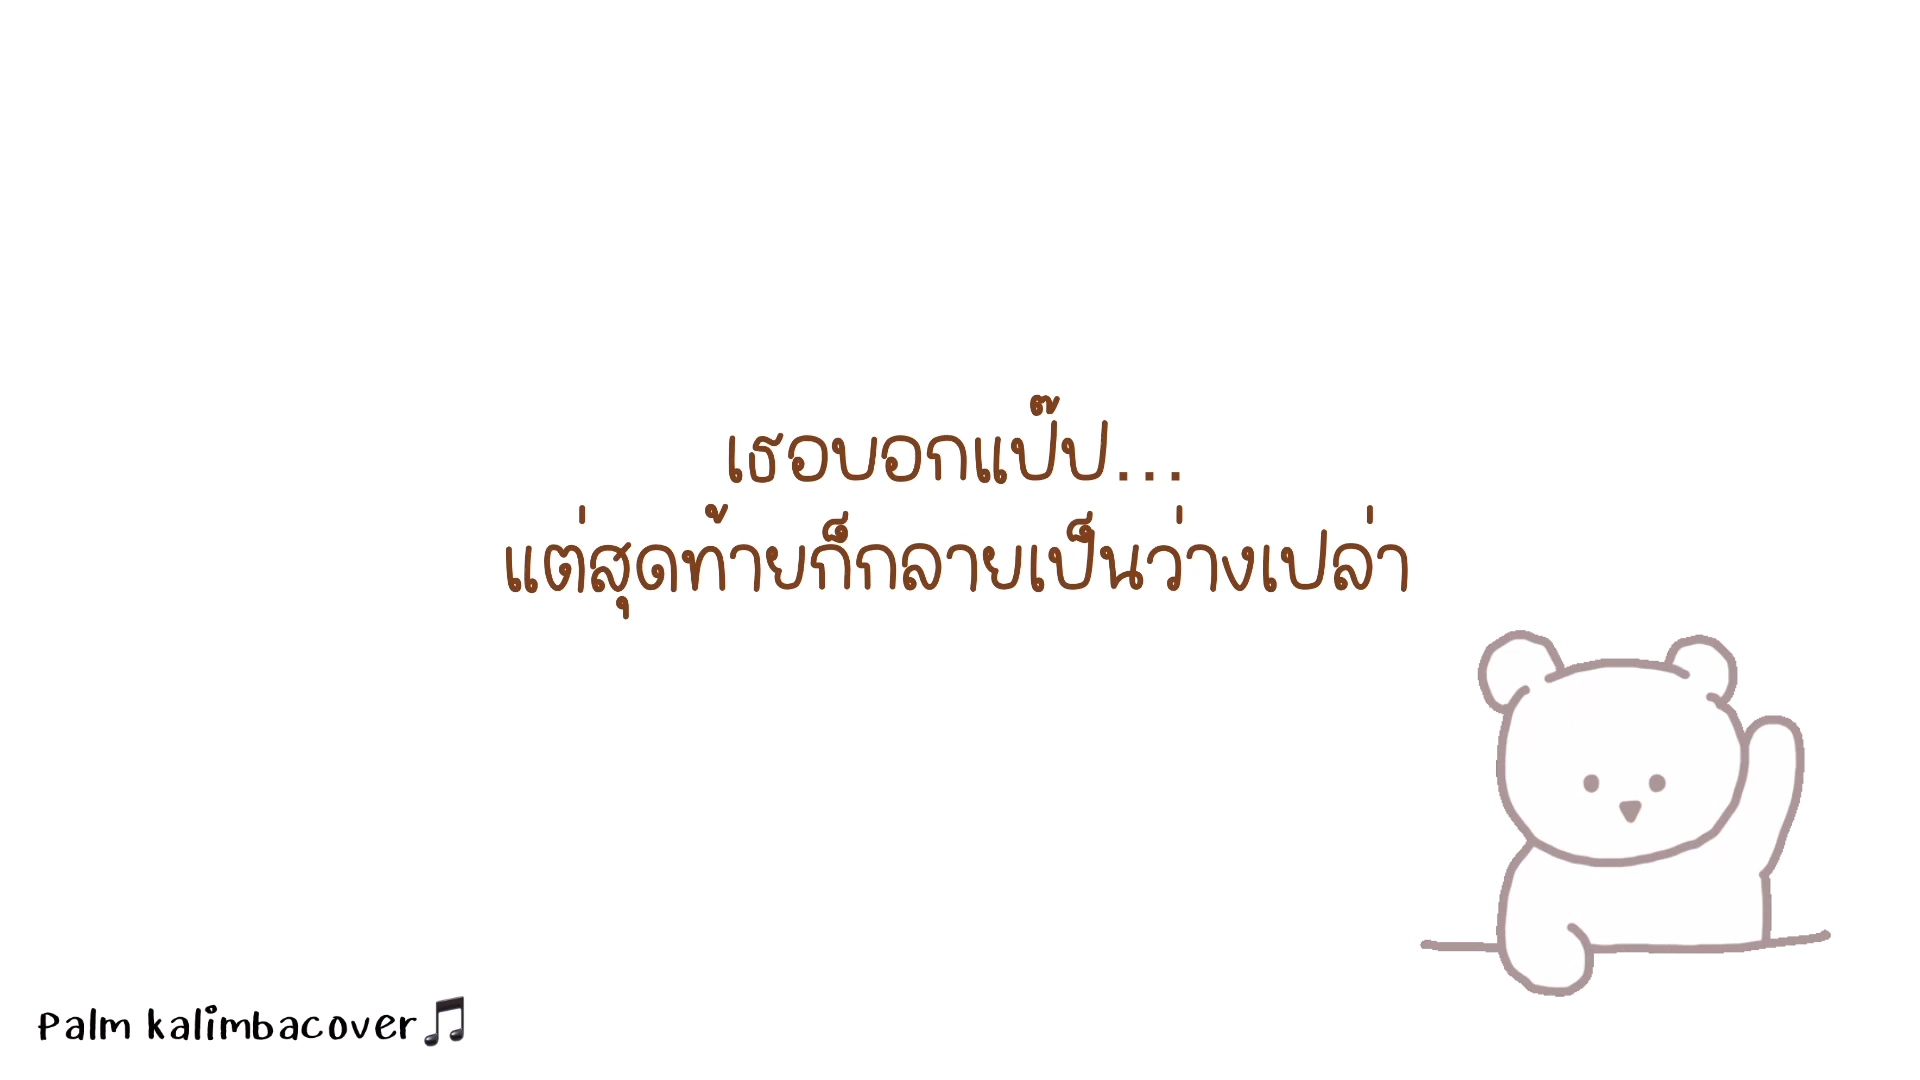 เธอบอกแป๊ป...
แต่สุดท้ายก็กลายเป็นว่างเปล่า
Palm kalimbacover🎵